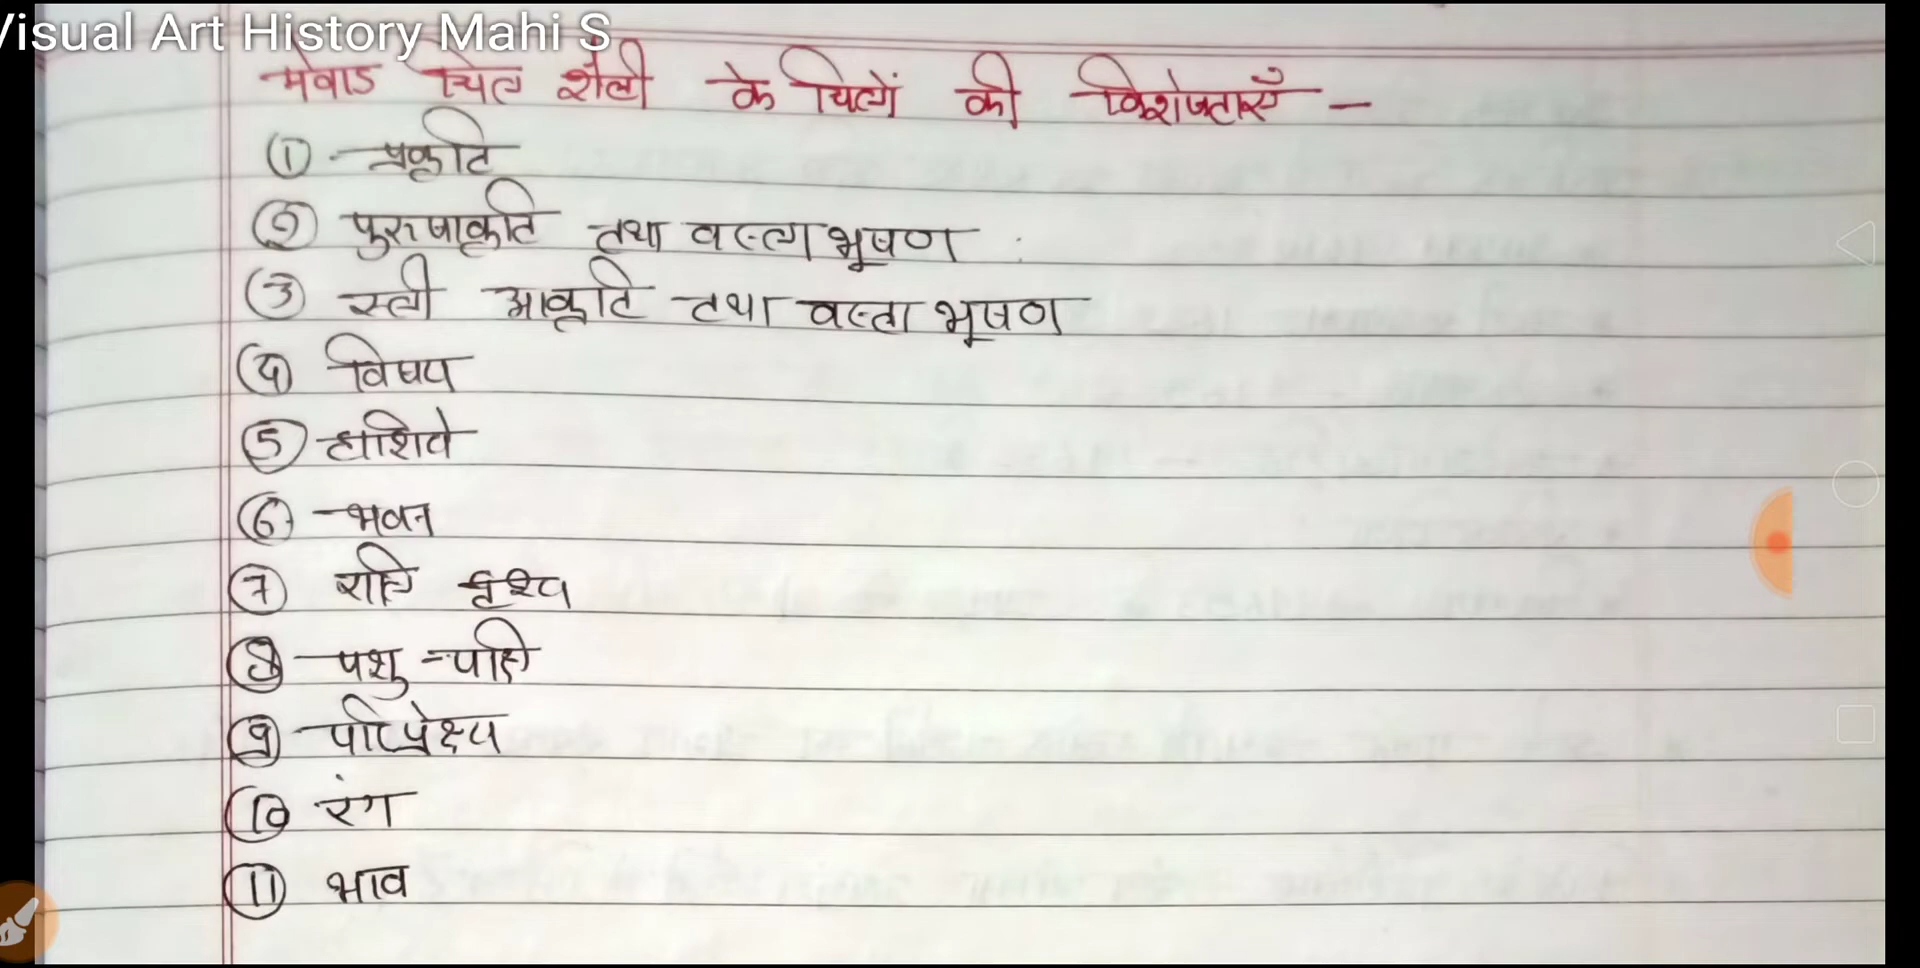 Visual Art History Mahi S
मेवाड चित्र शैली के चित्रों की विशेषताएँ –
① प्रकृति
② पुरुषाकृति तथा वस्त्राभूषण
③ स्त्री आकृति तथा वस्त्राभूषण
④ विषय
⑤ हाशिये
⑥ भवन
⑦ रात्रि दृश्य
⑧ पशु-पक्षि
⑨ परिप्रेक्ष्य
⑩ रंग
⑪ भाव